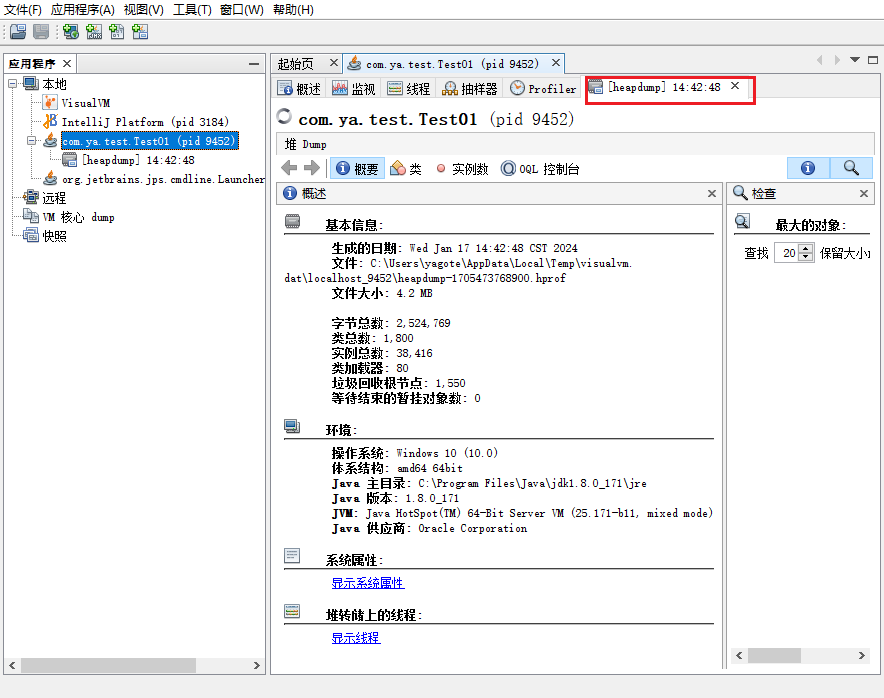 文件(F) 应用程序(A) 视图(V) 工具(T) 窗口(W) 帮助(H)
应用程序
本地
VisualVM
IntelliJ Platform (pid 3184)
com.ya.test.Test01 (pid 9452)
[heapdump] 14:42:48
org.jetbrains.jps.cmdline.Launcher
远程
VM 核心 dump
快照
起始页 com.ya.test.Test01 (pid 9452)
概述 监视 线程 抽样器 Profiler [heapdump] 14:42:48
com.ya.test.Test01 (pid 9452)
堆 Dump
概要 类 实例数 OQL 控制台
概述
基本信息:
生成的日期: Wed Jan 17 14:42:48 CST 2024
文件: C:\Users\yagote\AppData\Local\Temp\visualvm.
dat\localhost_9452\heapdump-1705473768900.hprof
文件大小: 4.2 MB
字节总数: 2,524,769
类总数: 1,800
实例总数: 38,416
类加载器: 80
垃圾回收根节点: 1,550
等待结束的暂挂对象数: 0
环境:
操作系统: Windows 10 (10.0)
体系结构: amd64 64bit
Java 主目录: C:\Program Files\Java\jdk1.8.0_171\jre
Java 版本: 1.8.0_171
JVM: Java HotSpot(TM) 64-Bit Server VM (25.171-b11, mixed mode)
Java 供应商: Oracle Corporation
系统属性:
显示系统属性
堆转储上的线程:
显示线程
检查
最大的对象:
查找 20 保留大小